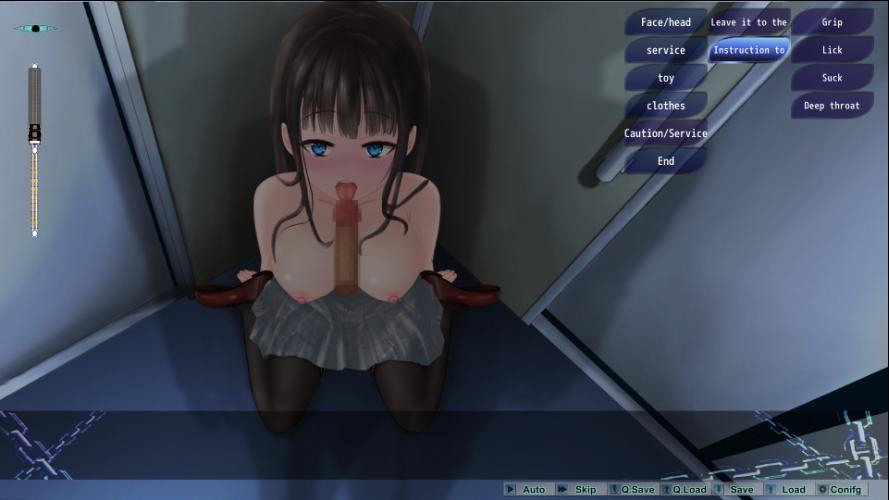 Face/head
Leave it to the
Grip
service
Instruction to
Lick
toy
Suck
clothes
Deep throat
Caution/Service
End
Auto
Skip
Q.Save
Q.Load
Save
Load
Conifg